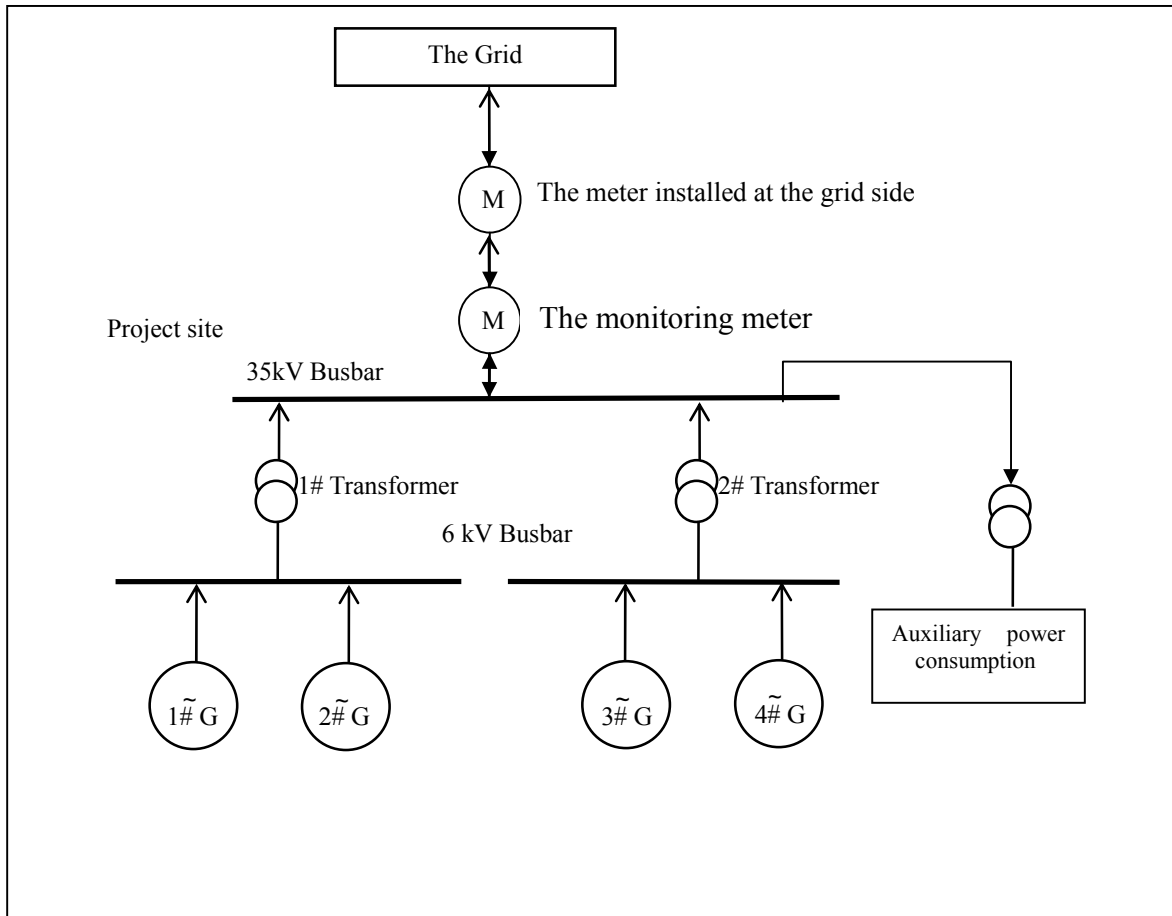 The Grid
M
The meter installed at the grid side
M
The monitoring meter
Project site
35kV Busbar
1# Transformer
2# Transformer
6 kV Busbar
Auxiliary power
consumption
~
1# G
~
2# G
~
3# G
~
4# G